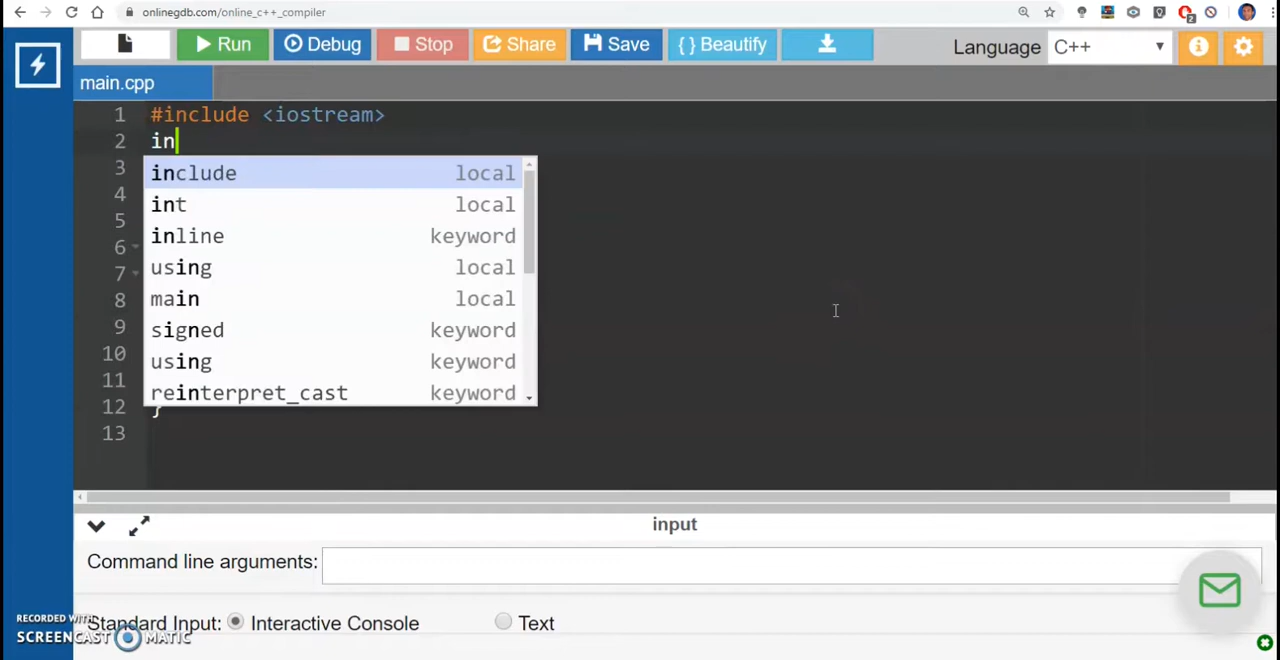 onlinegdb.com/online_c++_compiler
2
Run Debug Stop Share Save { } Beautify Language C++
main.cpp
1 #include <iostream>
2 in
3
4
5
6
7
8
9
10
11
12 }
13
include local
int local
inline keyword
using local
main local
signed keyword
using keyword
reinterpret_cast keyword
input
Command line arguments:
Standard Input: Interactive Console Text
RECORDED WITH
SCREENCAST MATIC